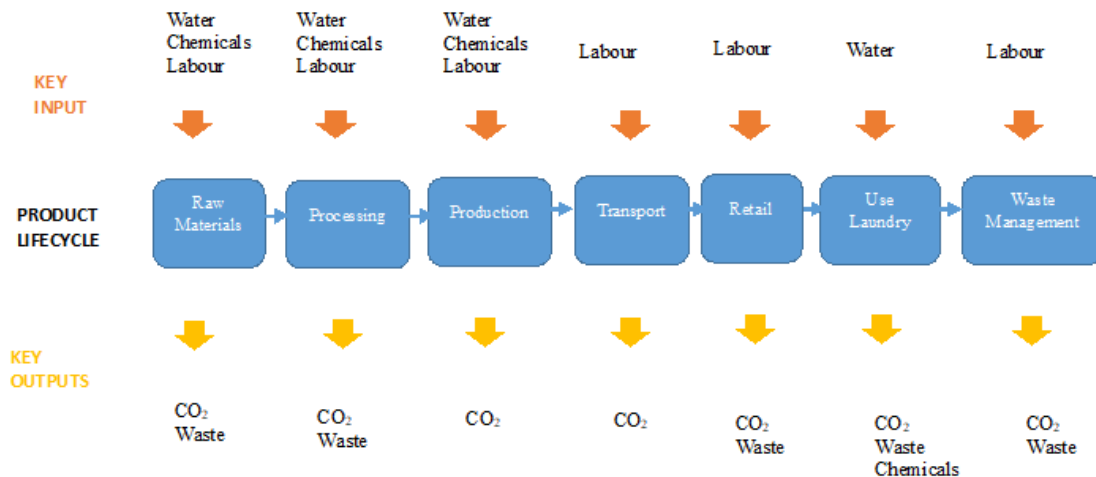 Water
Chemicals
Labour
Water
Chemicals
Labour
Water
Chemicals
Labour
Labour
Labour
Water
Labour
KEY
INPUT
PRODUCT
LIFECYCLE
Raw
Materials
Processing
Production
Transport
Retail
Use
Laundry
Waste
Management
KEY
OUTPUTS
CO₂
Waste
CO₂
Waste
CO₂
CO₂
CO₂
Waste
CO₂
Waste
Chemicals
CO₂
Waste